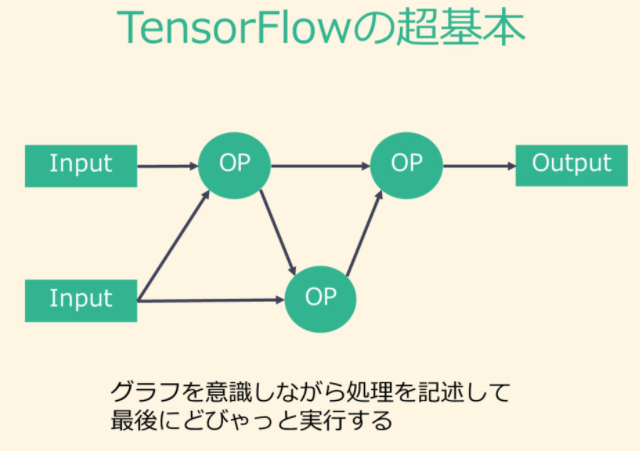 TensorFlowの超基本
Input
OP
OP
Output
Input
OP
グラフを意識しながら処理を記述して
最後にどびゃっと実行する